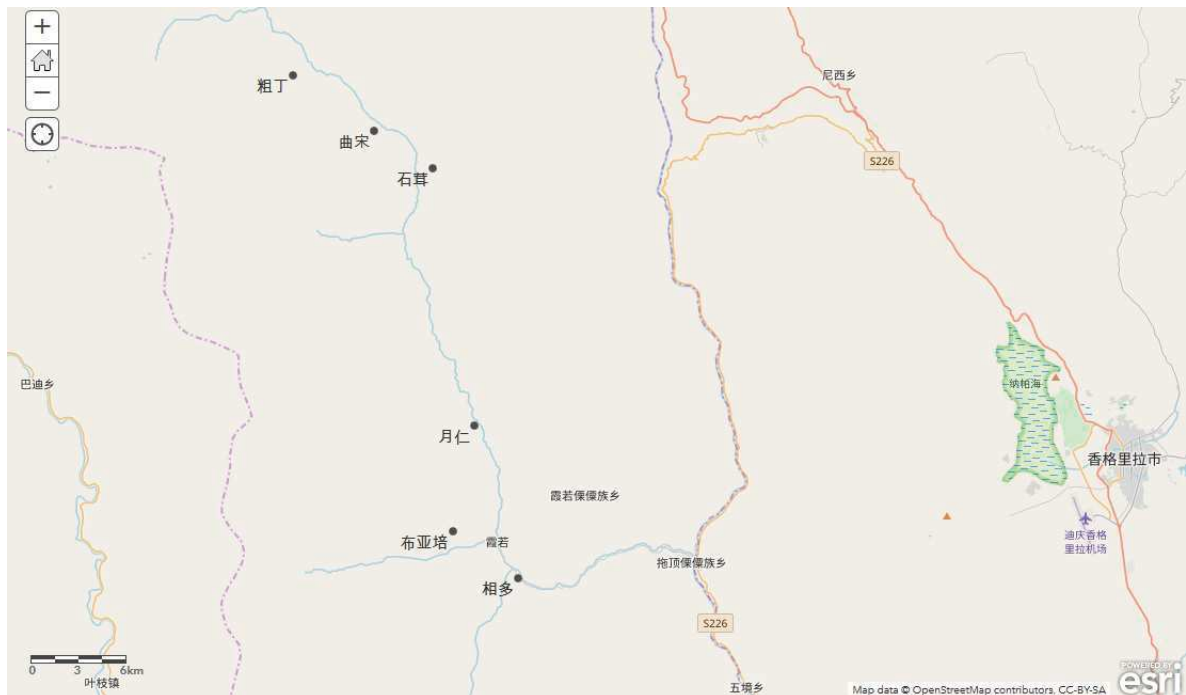 +
−
尼西乡
粗丁
曲宋
S226
石茸
巴迪乡
纳帕海
月仁
香格里拉市
霞若傈僳族乡
布亚培
霞若
迪庆香格
里拉机场
拖顶傈僳族乡
相多
S226
0 3 6km
叶枝镇
五境乡
Map data © OpenStreetMap contributors, CC-BY-SA
POWERED BY
esri